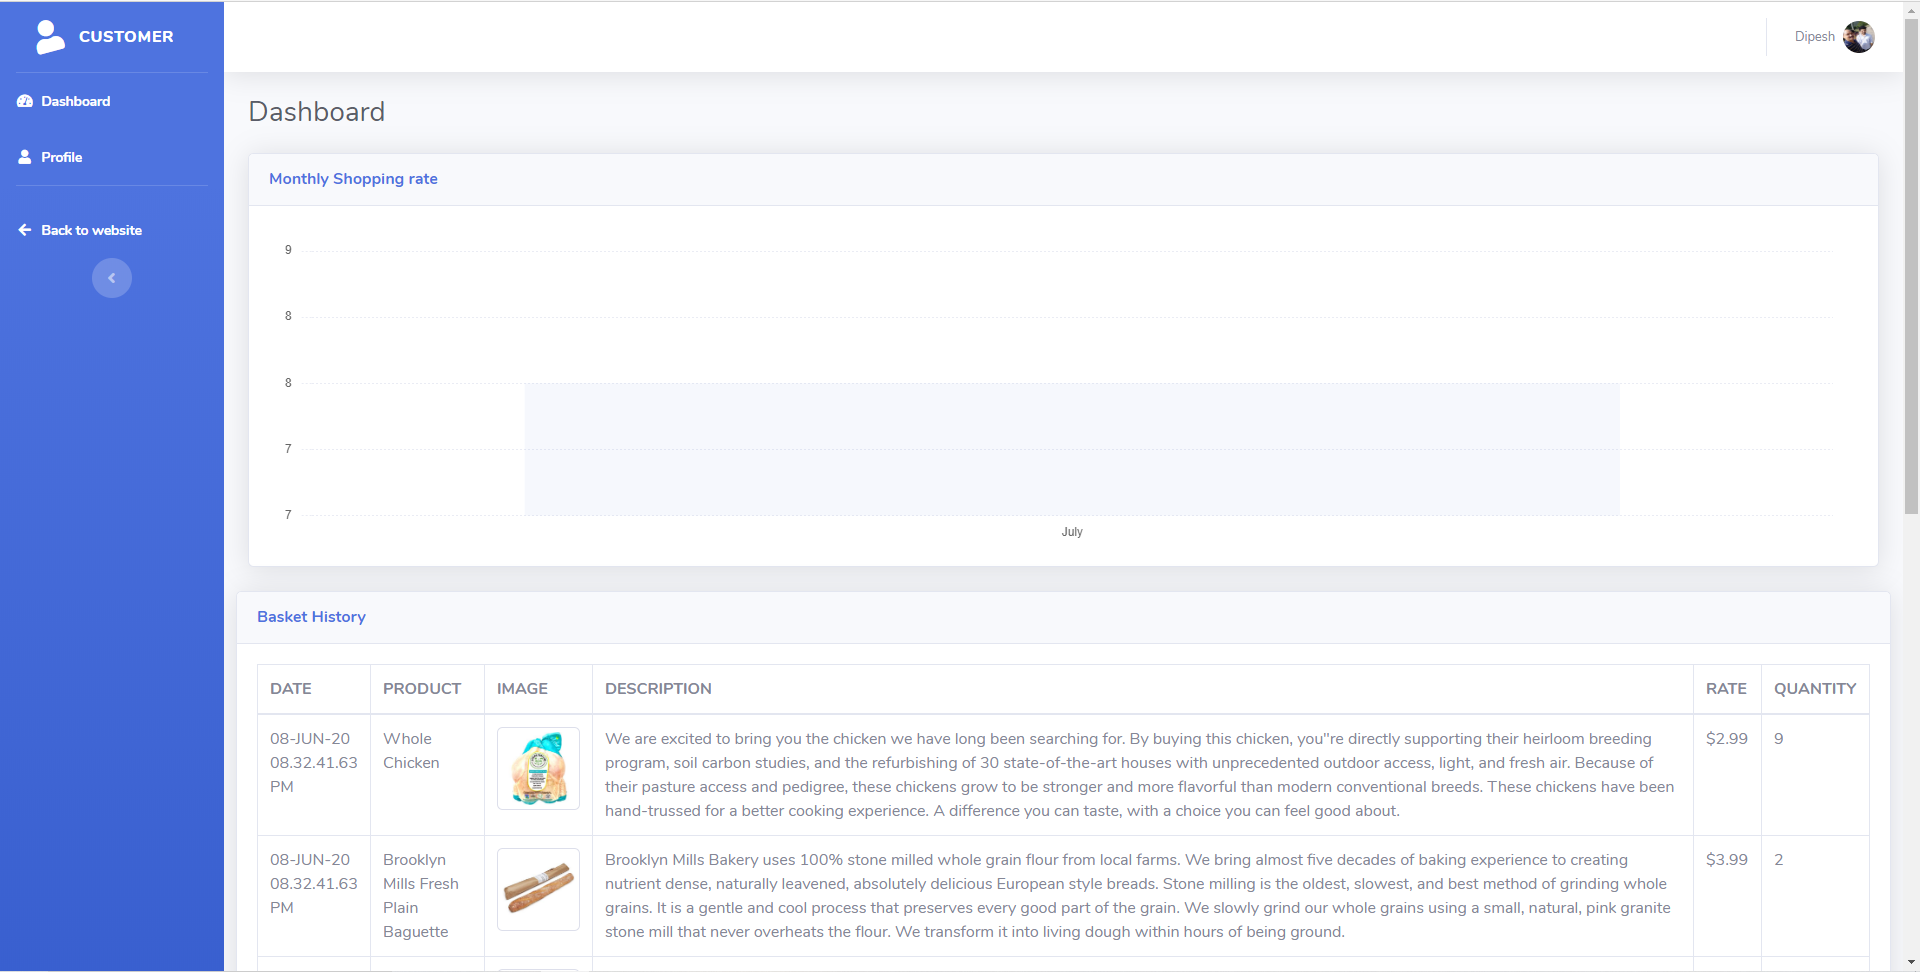 CUSTOMER
Dipesh
Dashboard
Profile
Back to website
Dashboard
Monthly Shopping rate
9
8
8
7
7
July
Basket History
DATE PRODUCT IMAGE DESCRIPTION RATE QUANTITY
08-JUN-20
08.32.41.63
PM
Whole
Chicken
We are excited to bring you the chicken we have long been searching for. By buying this chicken, you"re directly supporting their heirloom breeding
program, soil carbon studies, and the refurbishing of 30 state-of-the-art houses with unprecedented outdoor access, light, and fresh air. Because of
their pasture access and pedigree, these chickens grow to be stronger and more flavorful than modern conventional breeds. These chickens have been
hand-trussed for a better cooking experience. A difference you can taste, with a choice you can feel good about.
$2.99
9
08-JUN-20
08.32.41.63
PM
Brooklyn
Mills Fresh
Plain
Baguette
Brooklyn Mills Bakery uses 100% stone milled whole grain flour from local farms. We bring almost five decades of baking experience to creating
nutrient dense, naturally leavened, absolutely delicious European style breads. Stone milling is the oldest, slowest, and best method of grinding whole
grains. It is a gentle and cool process that preserves every good part of the grain. We slowly grind our whole grains using a small, natural, pink granite
stone mill that never overheats the flour. We transform it into living dough within hours of being ground.
$3.99
2